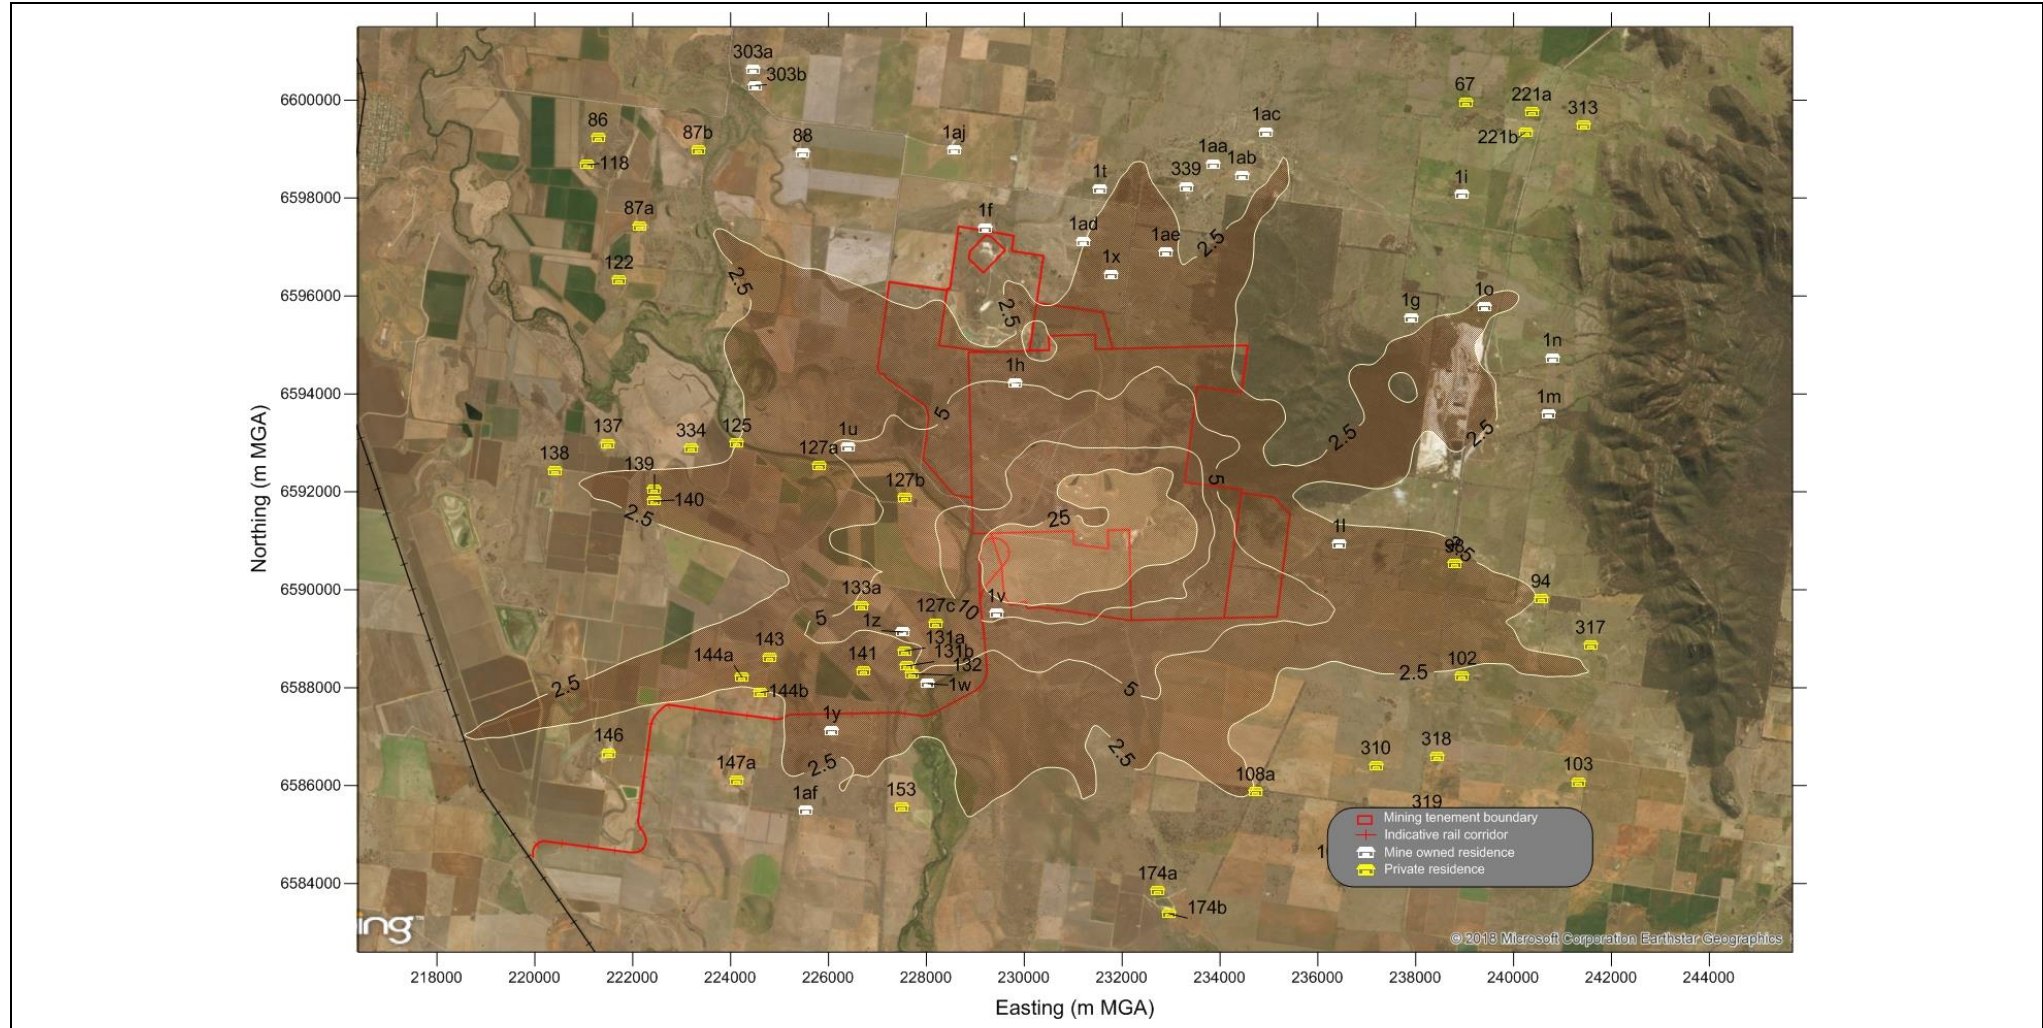 303a
303b
6600000
67
221a
313
86
87b
88
1aj
1ac
221b
118
1aa
1ab
339
1t
1i
6598000
87a
1f
1ad
1ae
2.5
122
1x
2.5
6596000
2.5
1g
1o
1n
1h
6594000
5
1m
137
334
125
1u
2.5
2.5
138
139
127a
127b
5
6592000
140
2.5
25
1l
98
94
6590000
133a
127c
10
1v
5
1z
131a
317
143
131b
144a
141
132
102
2.5
2.5
6588000
144b
1w
5
1y
146
2.5
310
318
147a
2.5
108a
103
6586000
1af
153
319
Mining tenement boundary
Indicative rail corridor
Mine owned residence
Private residence
6584000
174a
174b
ing
© 2018 Microsoft Corporation Earthstar Geographics
218000 220000 222000 224000 226000 228000 230000 232000 234000 236000 238000 240000 242000 244000
Easting (m MGA)
Northing (m MGA)